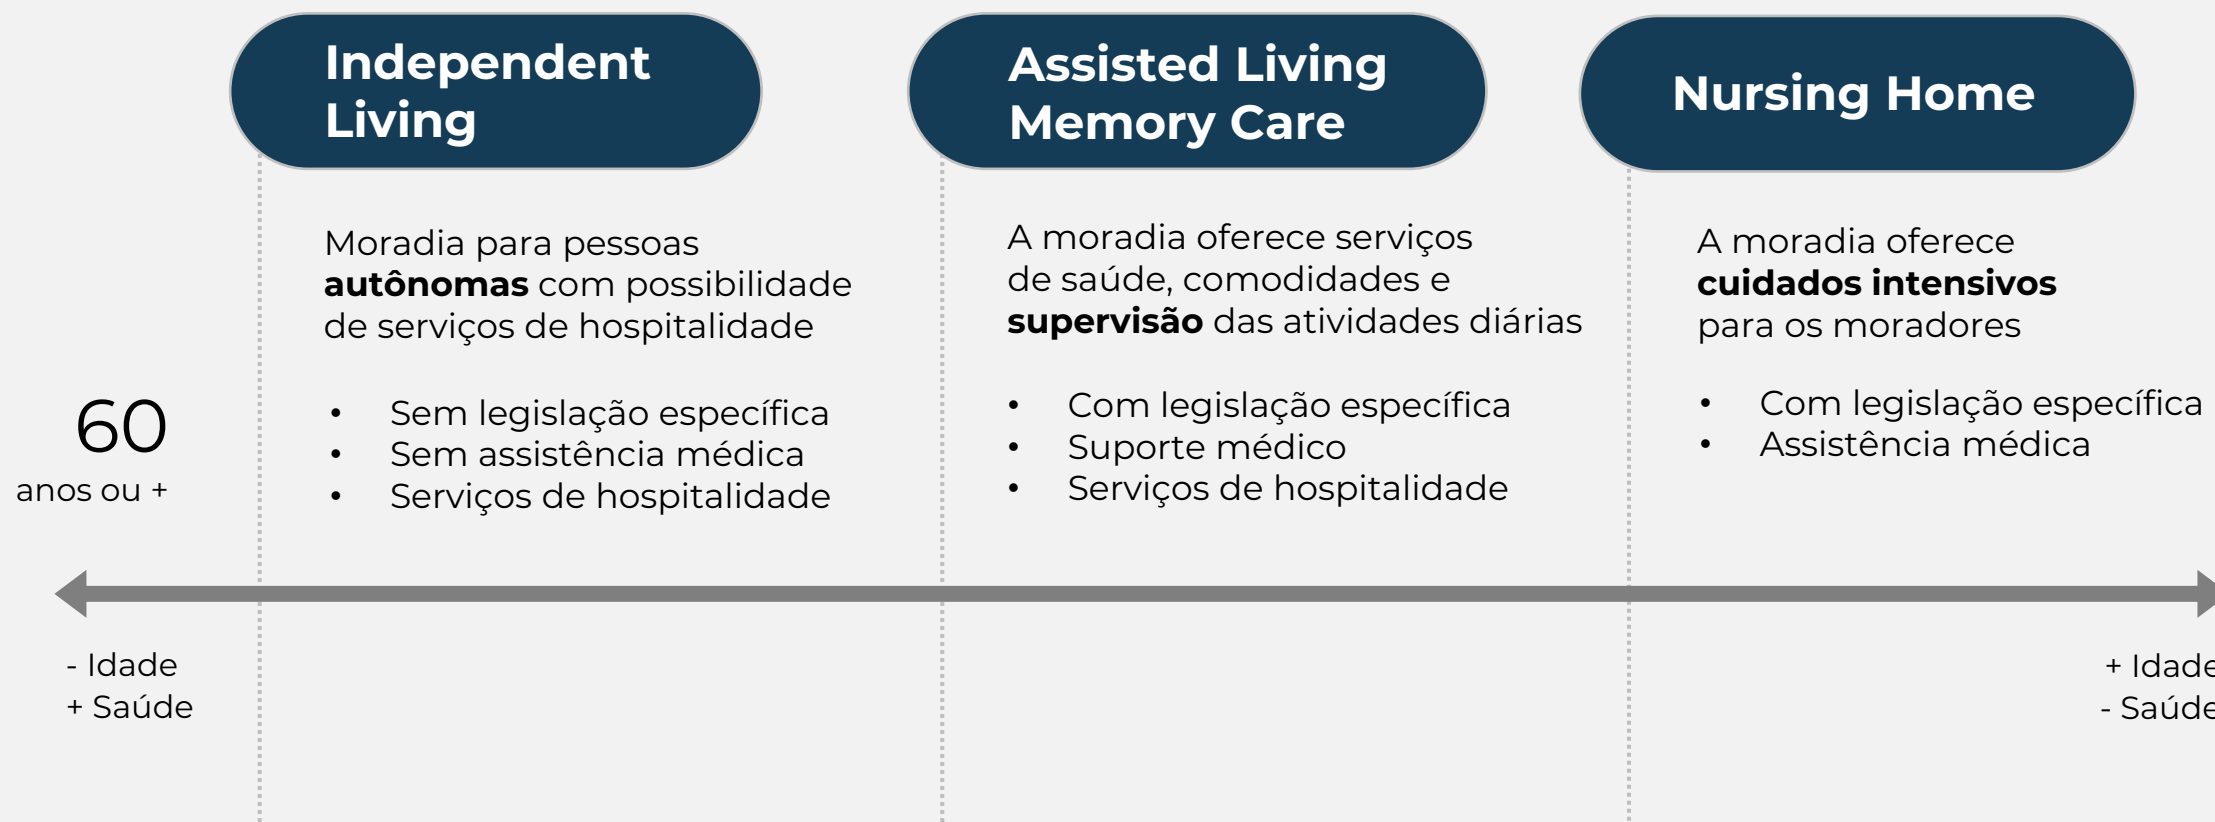 Independent
Living
Assisted Living
Memory Care
Nursing Home
60
anos ou +
Moradia para pessoas
autônomas com possibilidade
de serviços de hospitalidade
• Sem legislação específica
• Sem assistência médica
• Serviços de hospitalidade
A moradia oferece serviços
de saúde, comodidades e
supervisão das atividades diárias
• Com legislação específica
• Suporte médico
• Serviços de hospitalidade
A moradia oferece
cuidados intensivos
para os moradores
• Com legislação específica
• Assistência médica
- Idade
+ Saúde
+ Idade
- Saúde